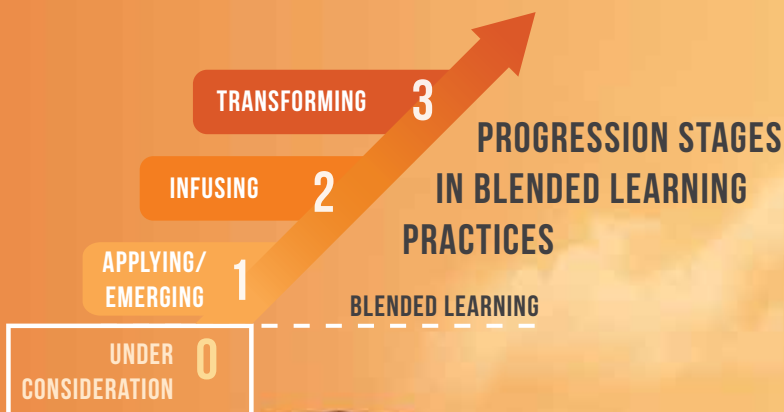 TRANSFORMING 3
PROGRESSION STAGES
IN BLENDED LEARNING
PRACTICES
INFUSING 2
APPLYING/
EMERGING 1
BLENDED LEARNING
UNDER
CONSIDERATION 0